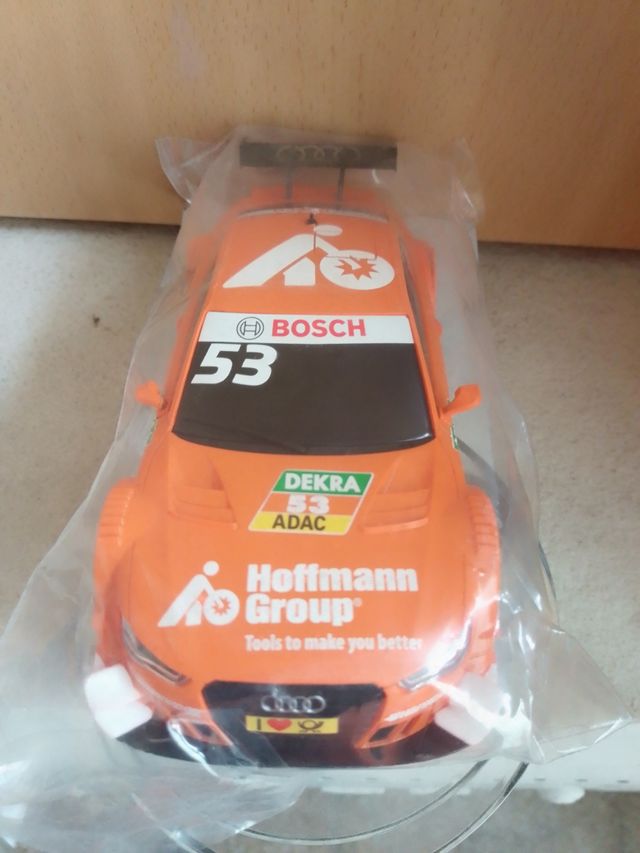 BOSCH
53
DEKRA
53
ADAC
Hoffmann
Group®
Tools to make you better
I